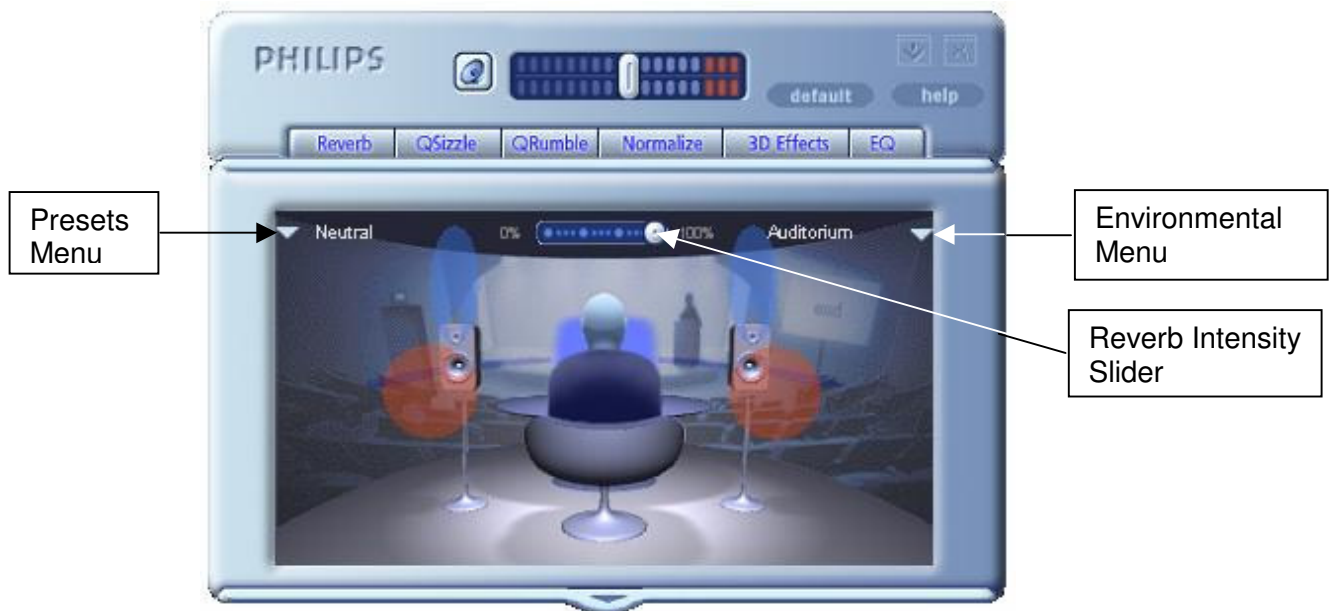 PHILIPS
default
help
Reverb
QSizzle
QRumble
Normalize
3D Effects
EQ
Presets
Menu
Neutral
0%
100%
Auditorium
Environmental
Menu
Reverb Intensity
Slider